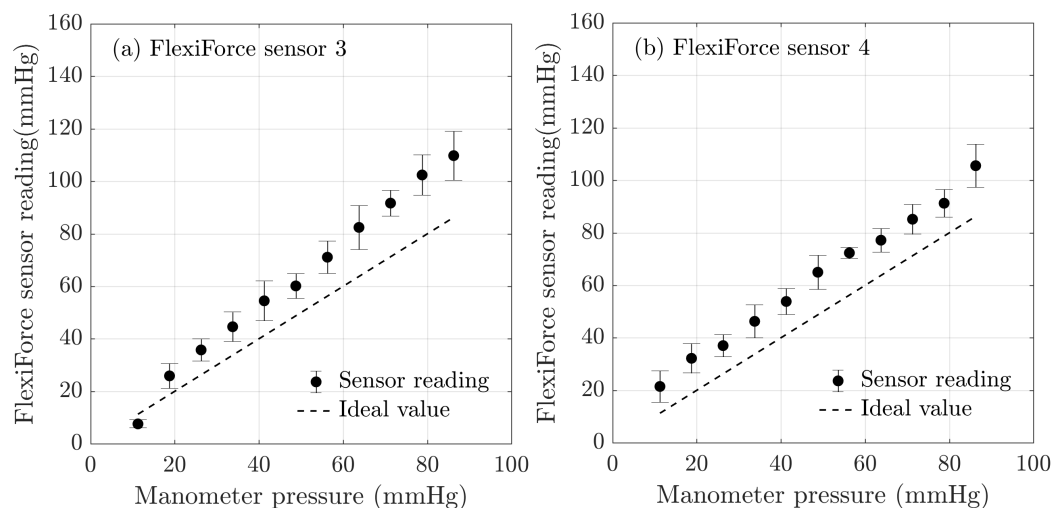 (a) FlexiForce sensor 3
FlexiForce sensor reading(mmHg)
160
140
120
100
80
60
40
20
0
Sensor reading
Ideal value
0 20 40 60 80 100
Manometer pressure (mmHg)
(b) FlexiForce sensor 4
FlexiForce sensor reading(mmHg)
160
140
120
100
80
60
40
20
0
Sensor reading
Ideal value
0 20 40 60 80 100
Manometer pressure (mmHg)